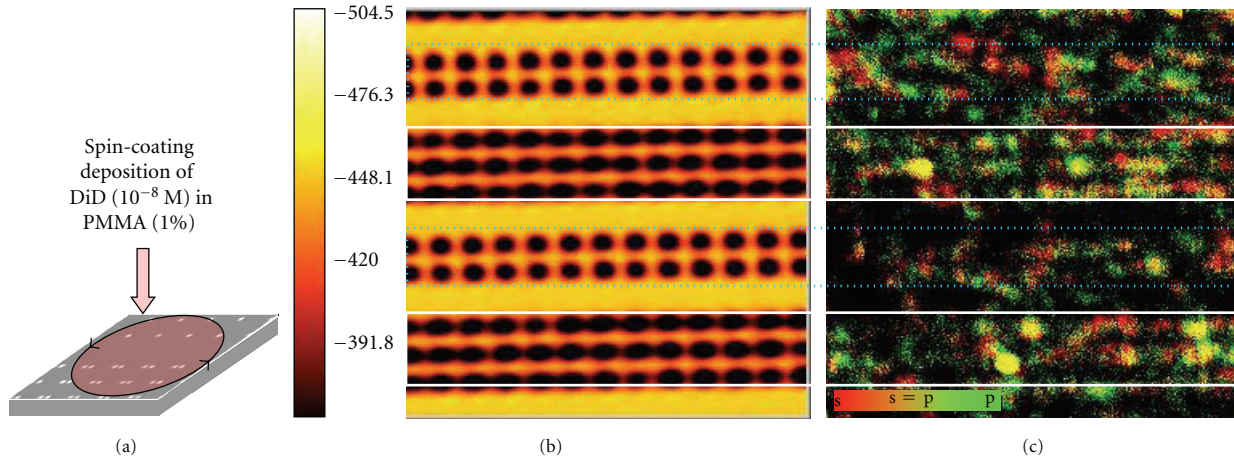 Spin-coating
deposition of
DiD (10⁻⁸ M) in
PMMA (1%)
−504.5
−476.3
−448.1
−420
−391.8
s
s = p
p
(a)
(b)
(c)